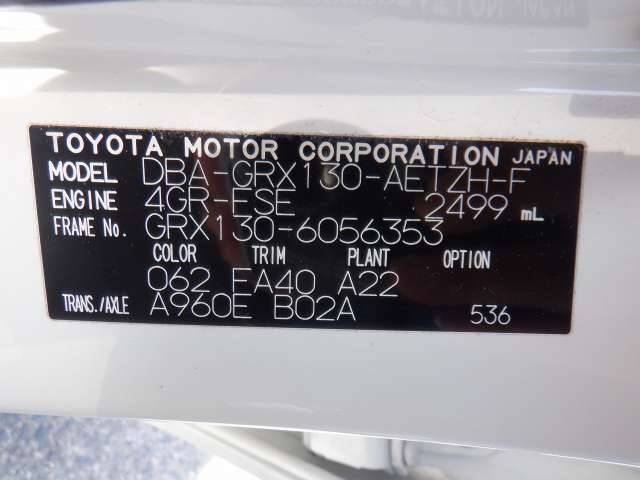 TOYOTA MOTOR CORPORATION JAPAN
MODEL DBA-GRX130-AETZH-F
ENGINE 4GR-FSE 2499 mL
FRAME No. GRX130-6056353
COLOR TRIM PLANT OPTION
062 FA40 A22
TRANS./AXLE A960E B02A 536